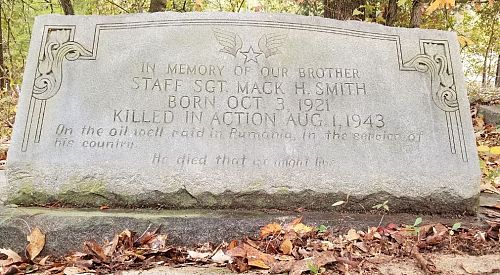 IN MEMORY OF OUR BROTHER
STAFF SGT. MACK H. SMITH
BORN OCT. 3, 1921
KILLED IN ACTION AUG. 1, 1943
On the oil well raid in Rumania, in the service of
his country.
He died that we might live